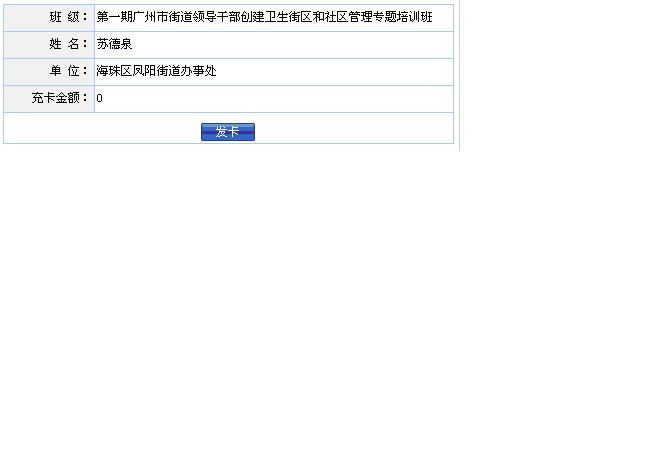 班 级： 第一期广州市街道领导干部创建卫生街区和社区管理专题培训班
姓 名： 苏德泉
单 位： 海珠区凤阳街道办事处
充卡金额： 0
发卡